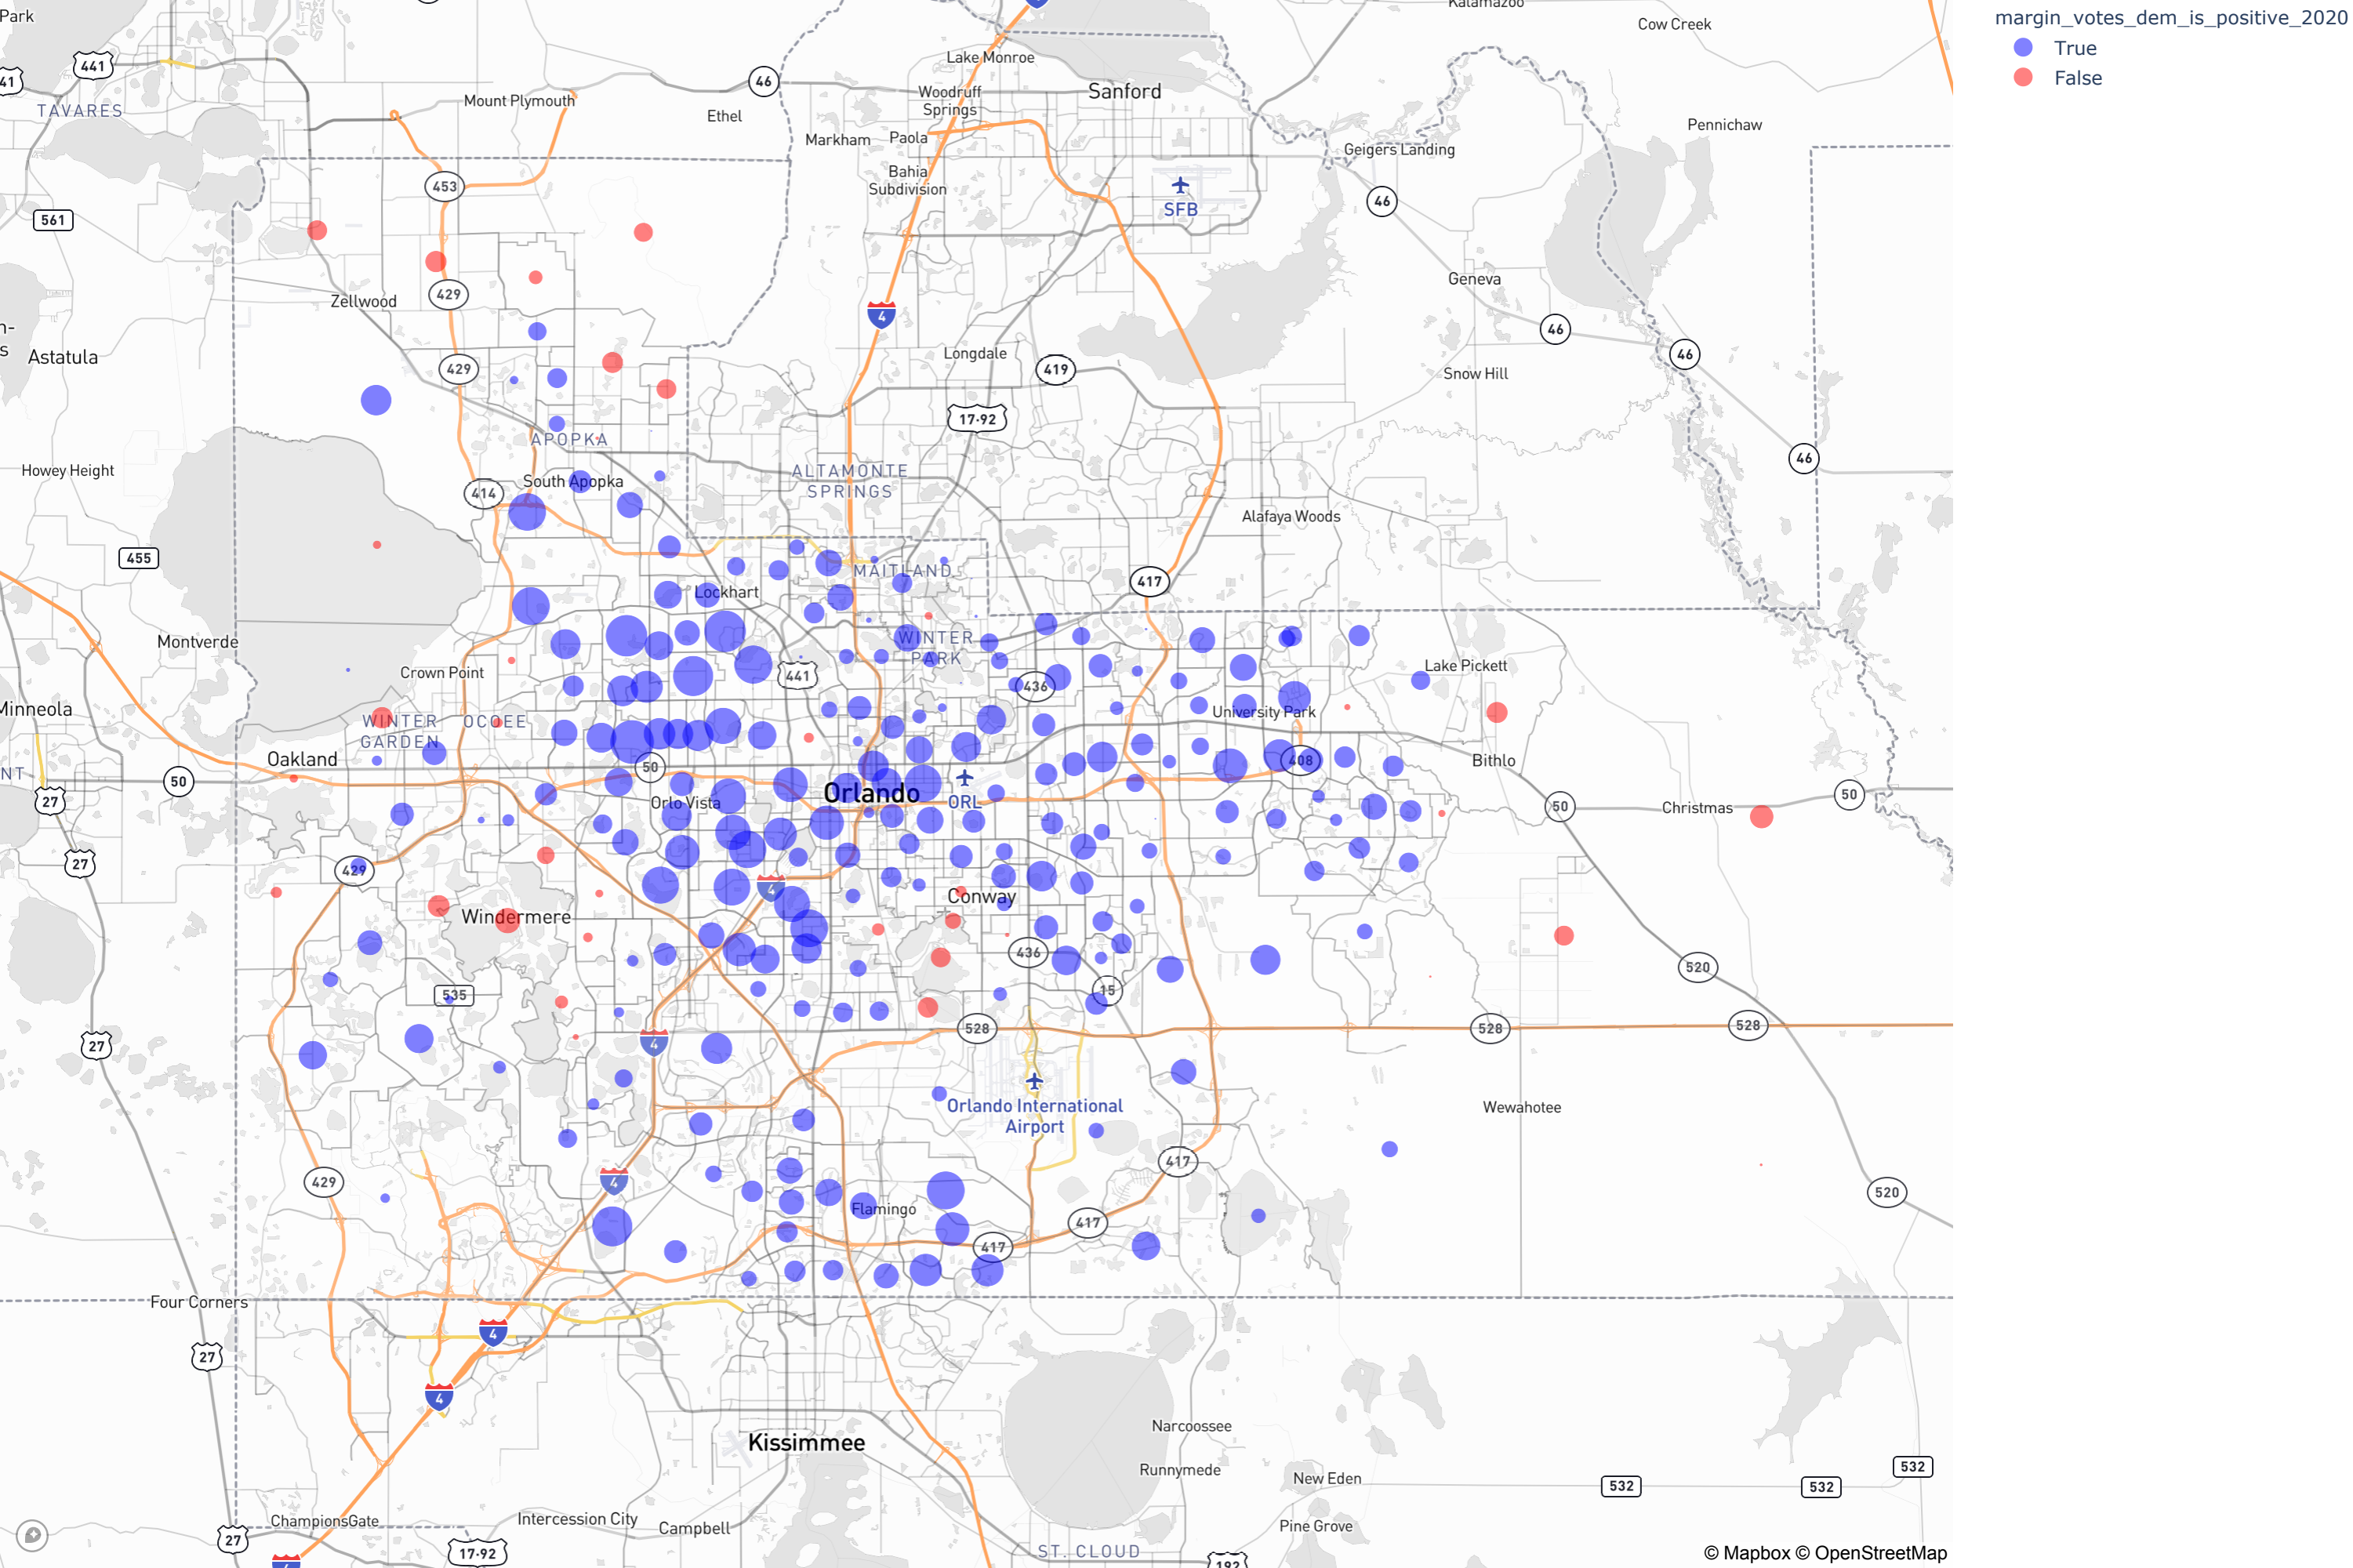 margin_votes_dem_is_positive_2020
True
False
Park
Kalamazoo
Cow Creek
441
41
Lake Monroe
46
TAVARES
Mount Plymouth
Ethel
Woodruff
Springs
Sanford
Markham
Paola
Pennichaw
Geigers Landing
Bahia
Subdivision
453
SFB
46
561
Zellwood
429
4
Geneva
46
n-
s
Astatula
429
Longdale
419
46
Snow Hill
17-92
APOPKA
Howey Height
ALTAMONTE
SPRINGS
46
South Apopka
414
Alafaya Woods
455
MAITLAND
417
Lockhart
Montverde
WINTER
PARK
Crown Point
441
436
Lake Pickett
Minneola
WINTER
GARDEN
OCOEE
University Park
NT
Oakland
50
50
408
Bithlo
27
Orlo Vista
Orlando
ORL
50
Christmas
50
27
429
4
Conway
Windermere
436
520
535
15
27
4
528
528
528
Orlando International
Airport
Wewahotee
429
4
417
520
Flamingo
417
417
Four Corners
4
27
4
Narcoossee
Kissimmee
Runnymede
New Eden
532
532
532
ChampionsGate
Intercession City
Campbell
Pine Grove
27
17-92
ST. CLOUD
192
4
© Mapbox © OpenStreetMap